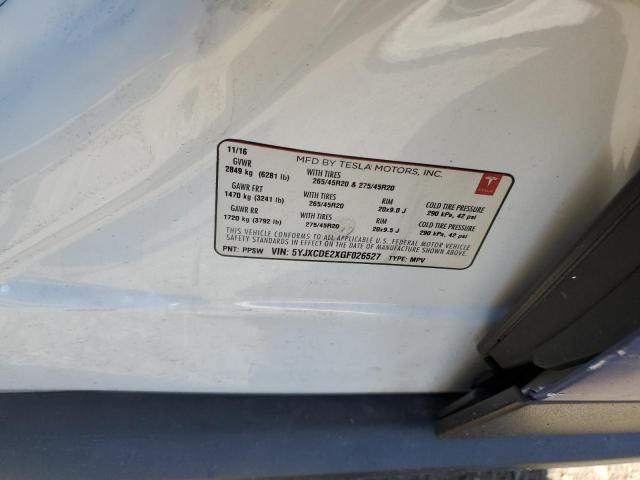 11/16 MFD BY TESLA MOTORS, INC.
GVWR WITH TIRES
2849 kg (6281 lb) 265/45R20 & 275/45R20
GAWR FRT WITH TIRES RIM COLD TIRE PRESSURE
1470 kg (3241 lb) 265/45R20 20x9.0 J 290 kPa, 42 psi
GAWR RR WITH TIRES RIM COLD TIRE PRESSURE
1720 kg (3792 lb) 275/45R20 20x9.5 J 290 kPa, 42 psi
THIS VEHICLE CONFORMS TO ALL APPLICABLE U.S. FEDERAL MOTOR VEHICLE
SAFETY STANDARDS IN EFFECT ON THE DATE OF MANUFACTURE SHOWN ABOVE.
PNT: PPSW VIN: 5YJXCDE2XGF026527 TYPE: MPV